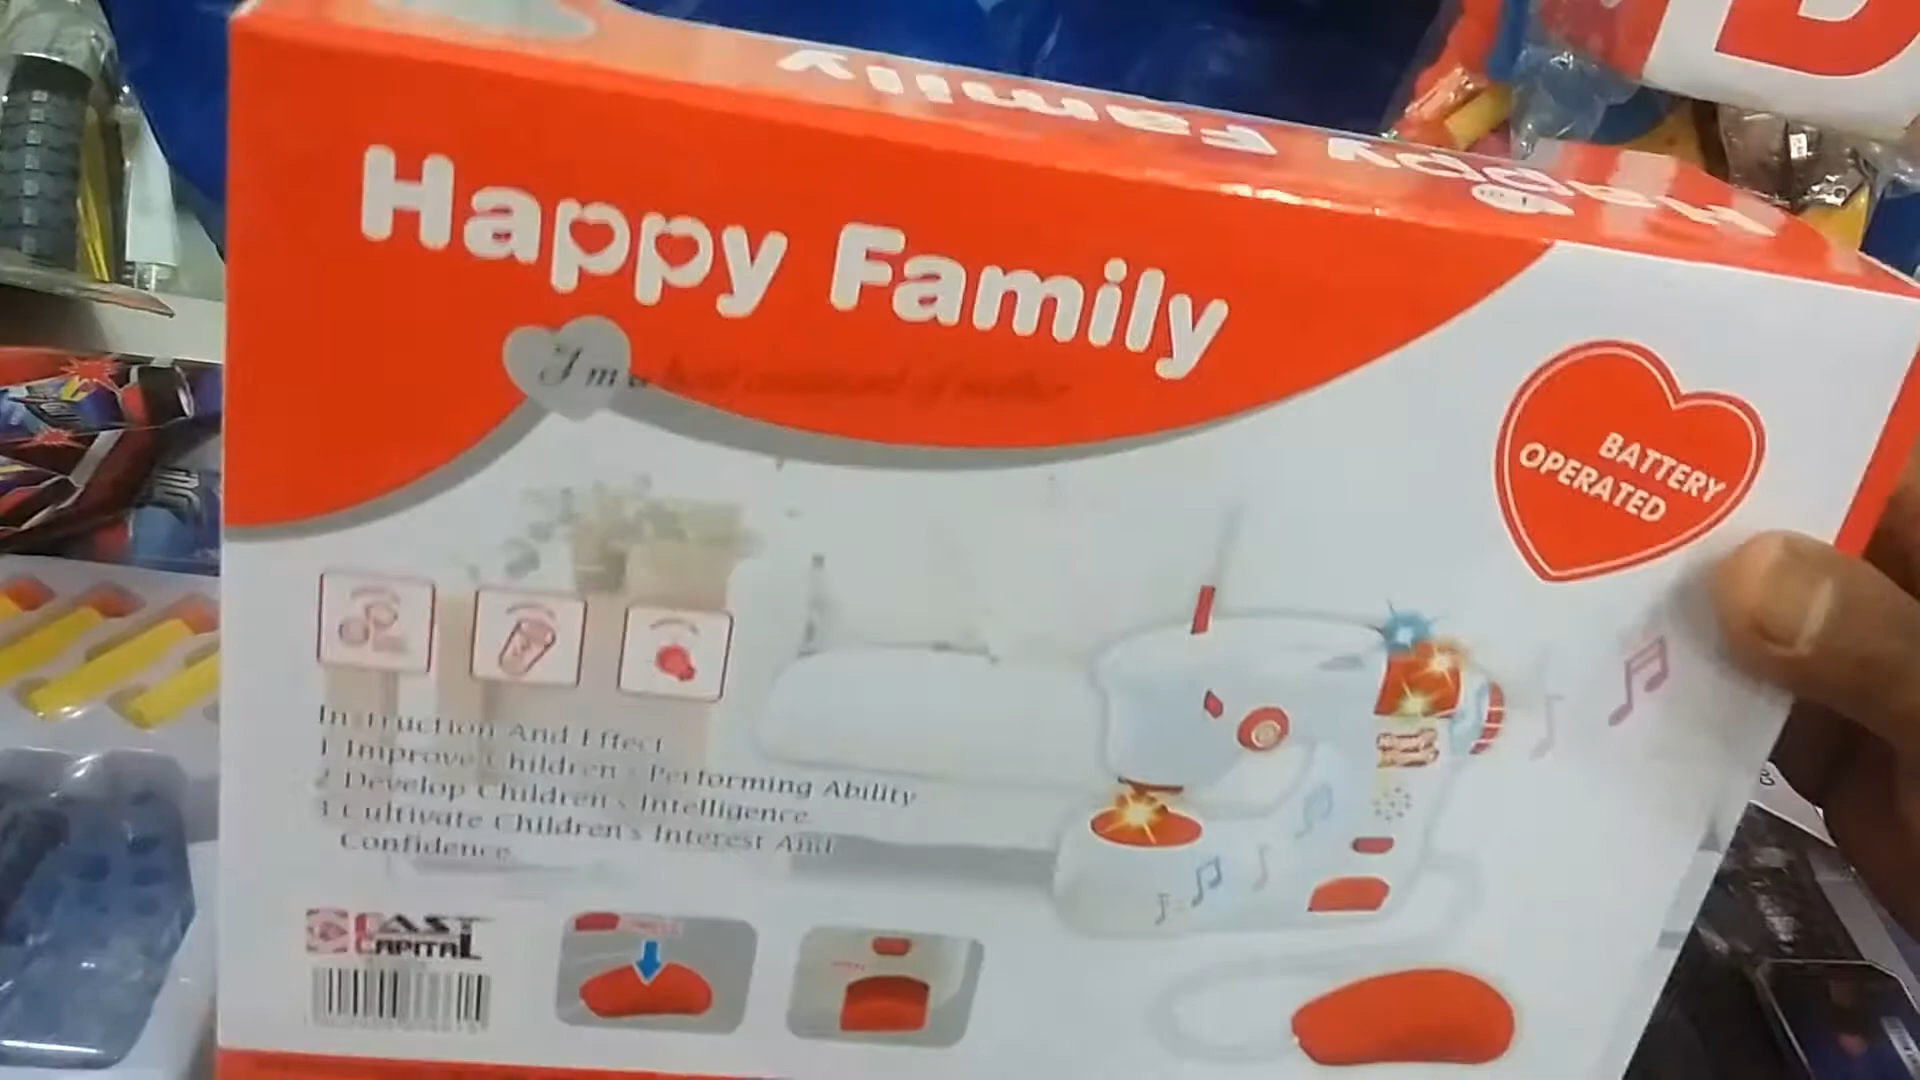 Happy Family
Happy Family
I'm a
BATTERY
OPERATED
Instruction And Effect
1 Improve Children's Performing Ability
2 Develop Children's Intelligence
3 Cultivate Children's Interest And
Confidence
EAST
CAPITAL